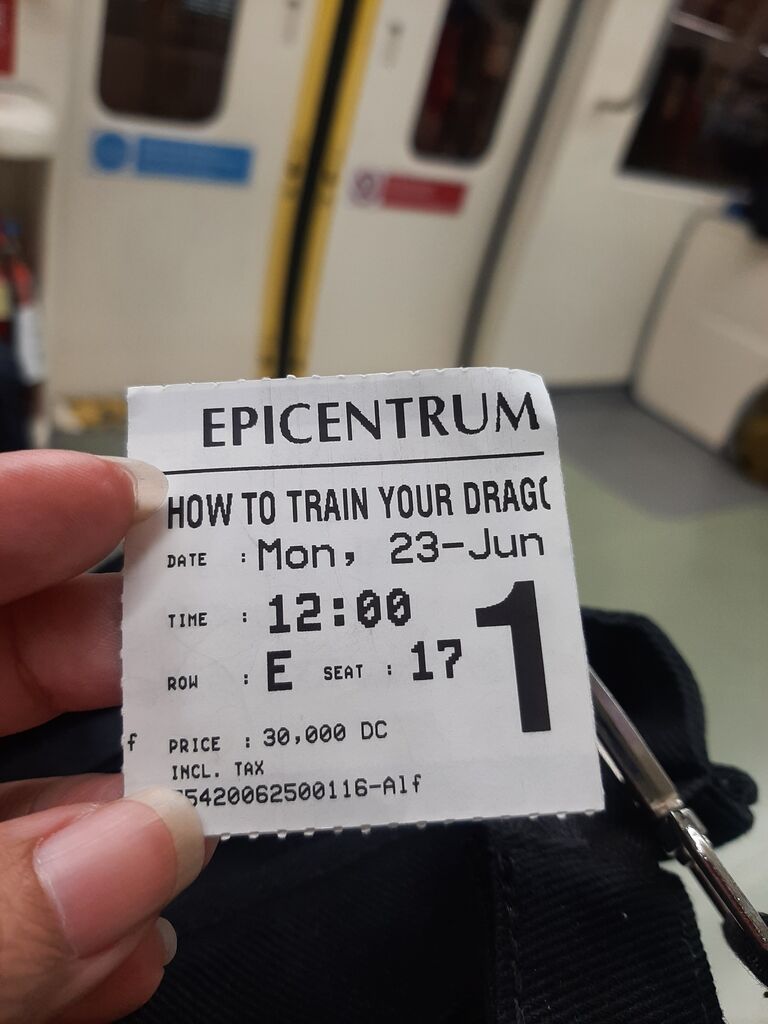 EPICENTRUM
HOW TO TRAIN YOUR DRAG
DATE : Mon, 23-Jun
TIME : 12:00
ROW : E SEAT : 17
1
f PRICE : 30,000 DC
INCL. TAX
5420062500116-Alf